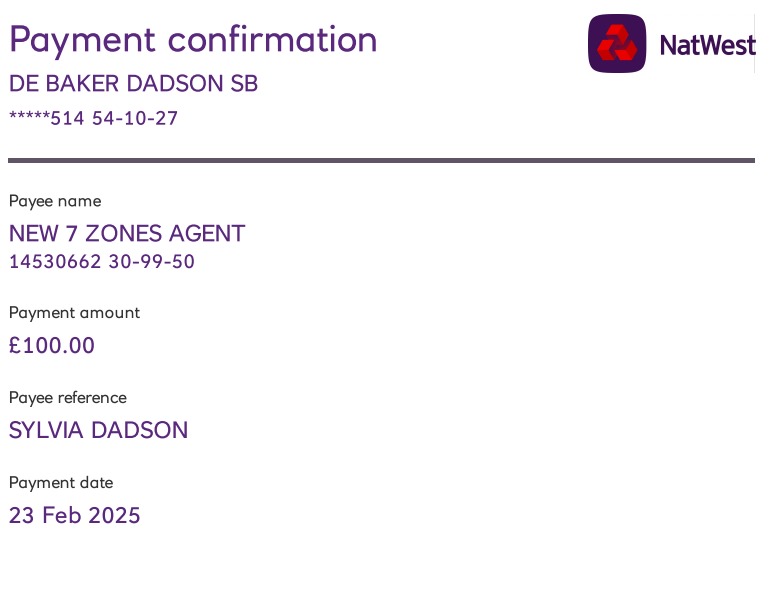 Payment confirmation
NatWest
DE BAKER DADSON SB
*****514 54-10-27
Payee name
NEW 7 ZONES AGENT
14530662 30-99-50
Payment amount
£100.00
Payee reference
SYLVIA DADSON
Payment date
23 Feb 2025